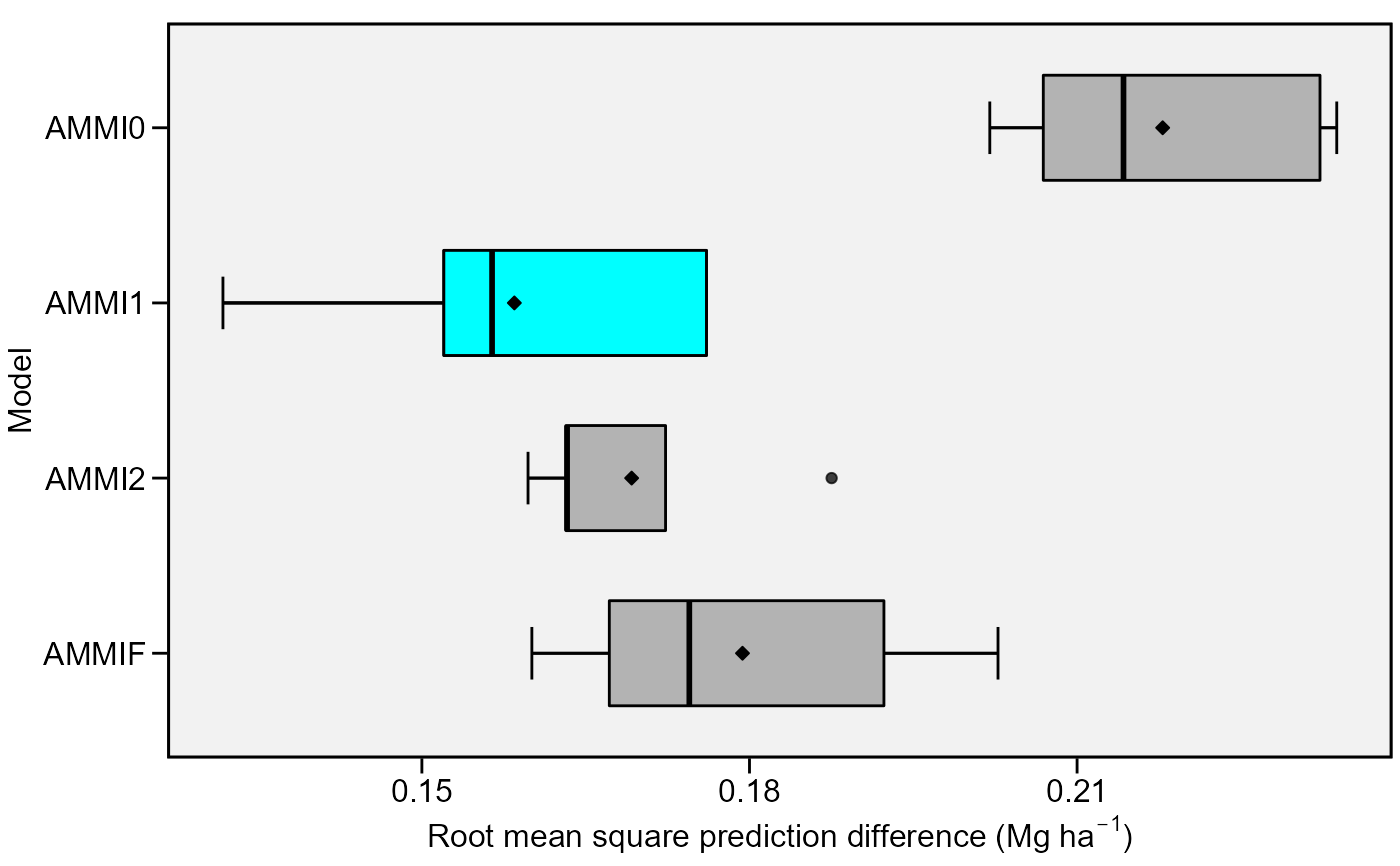 AMMI0
AMMI1
AMMI2
AMMIF
Model
0.15 0.18 0.21
Root mean square prediction difference (Mg ha⁻¹)